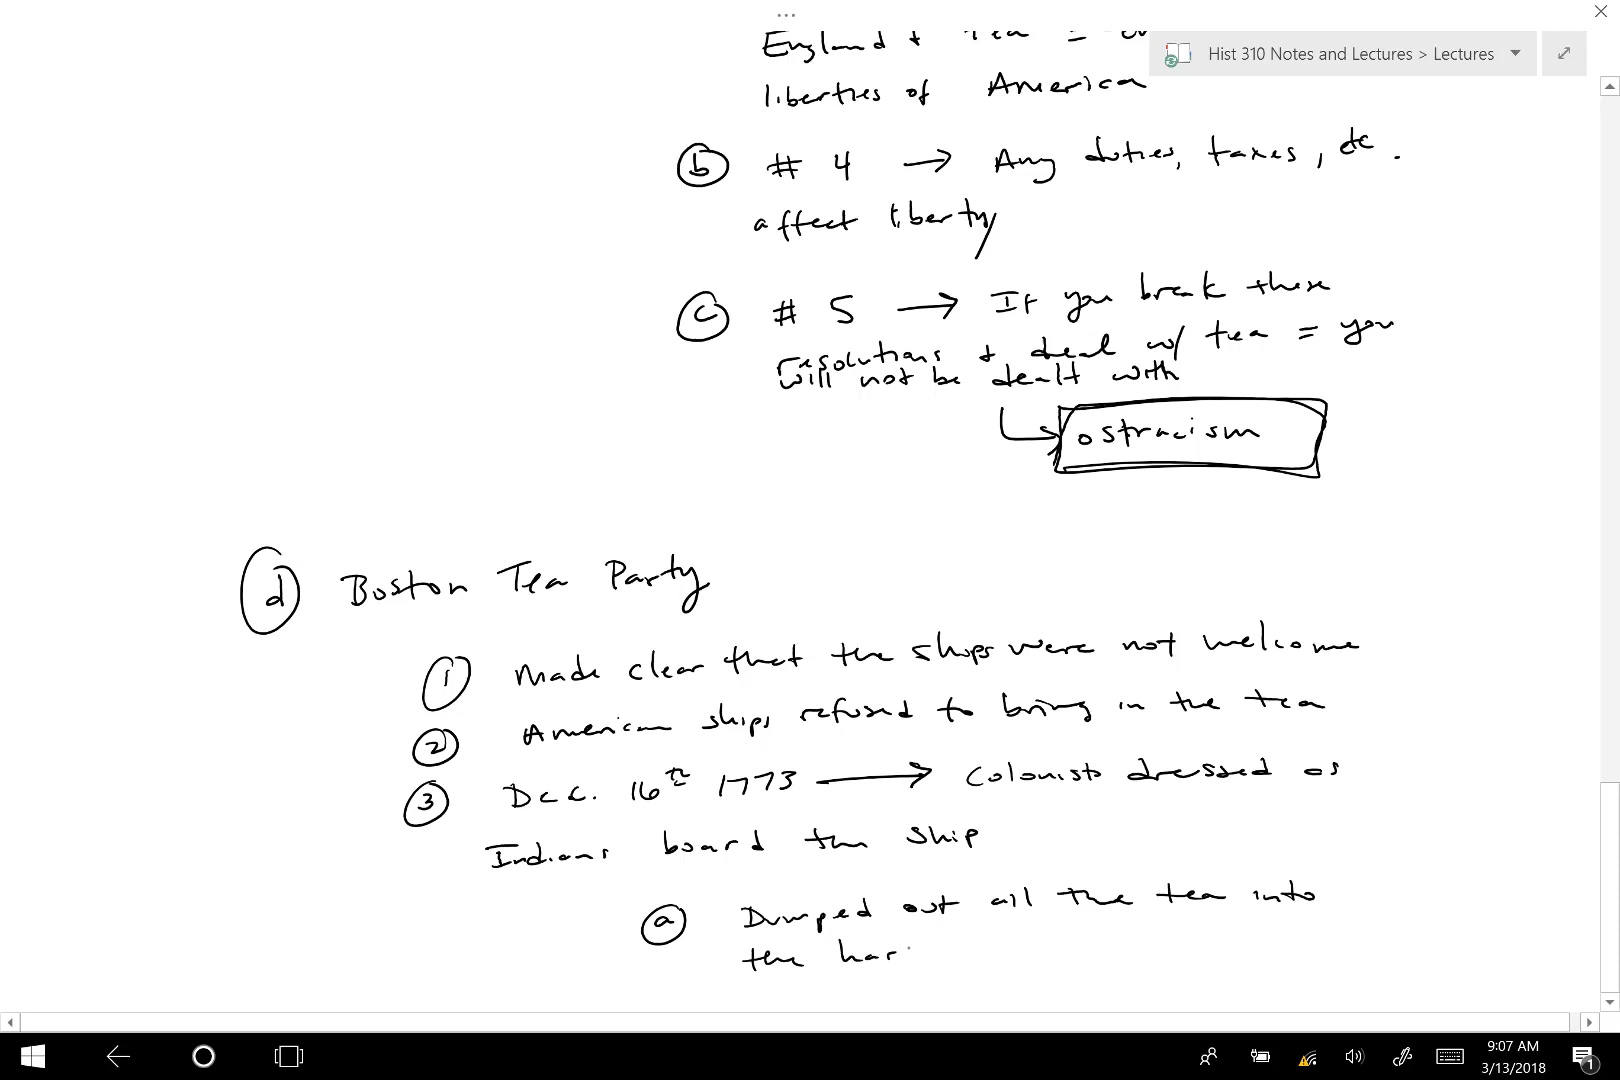 ...
England +
Hist 310 Notes and Lectures > Lectures
liberties of America
b # 4 → Any duties, taxes, etc.
affect liberty
c # 5 → If you break these
resolutions + deal w/ tea = you
will not be dealt with
ostracism
d Boston Tea Party
1 Made clear that the ships were not welcome
2 American ships refused to bring in the tea
3 Dec. 16th 1773 → Colonists dressed as
Indians board the ship
a Dumped out all the tea into
the har
9:07 AM
3/13/2018
1